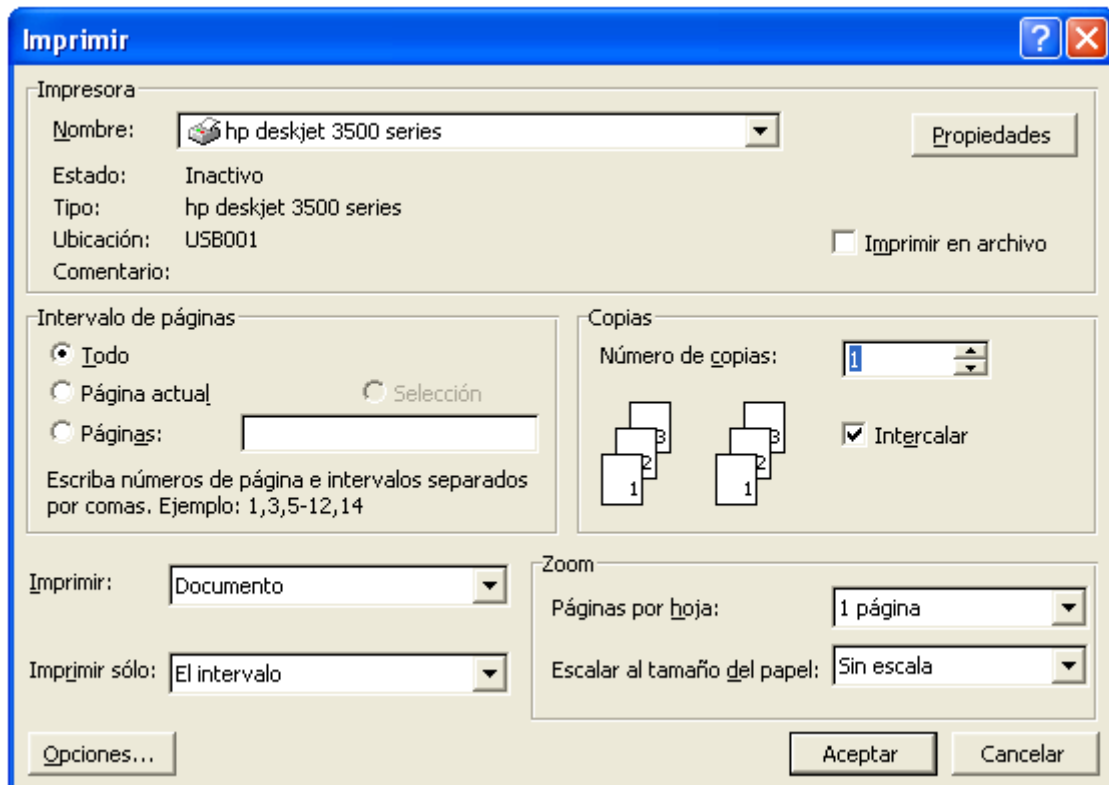 Imprimir
Impresora
Nombre: hp deskjet 3500 series Propiedades
Estado: Inactivo
Tipo: hp deskjet 3500 series
Ubicación: USB001 Imprimir en archivo
Comentario:
Intervalo de páginas
Todo
Página actual Selección
Páginas:
Escriba números de página e intervalos separados
por comas. Ejemplo: 1,3,5-12,14
Copias
Número de copias: 1
3 3
2 2
1 1
Intercalar
Imprimir: Documento
Imprimir sólo: El intervalo
Zoom
Páginas por hoja: 1 página
Escalar al tamaño del papel: Sin escala
Opciones... Aceptar Cancelar